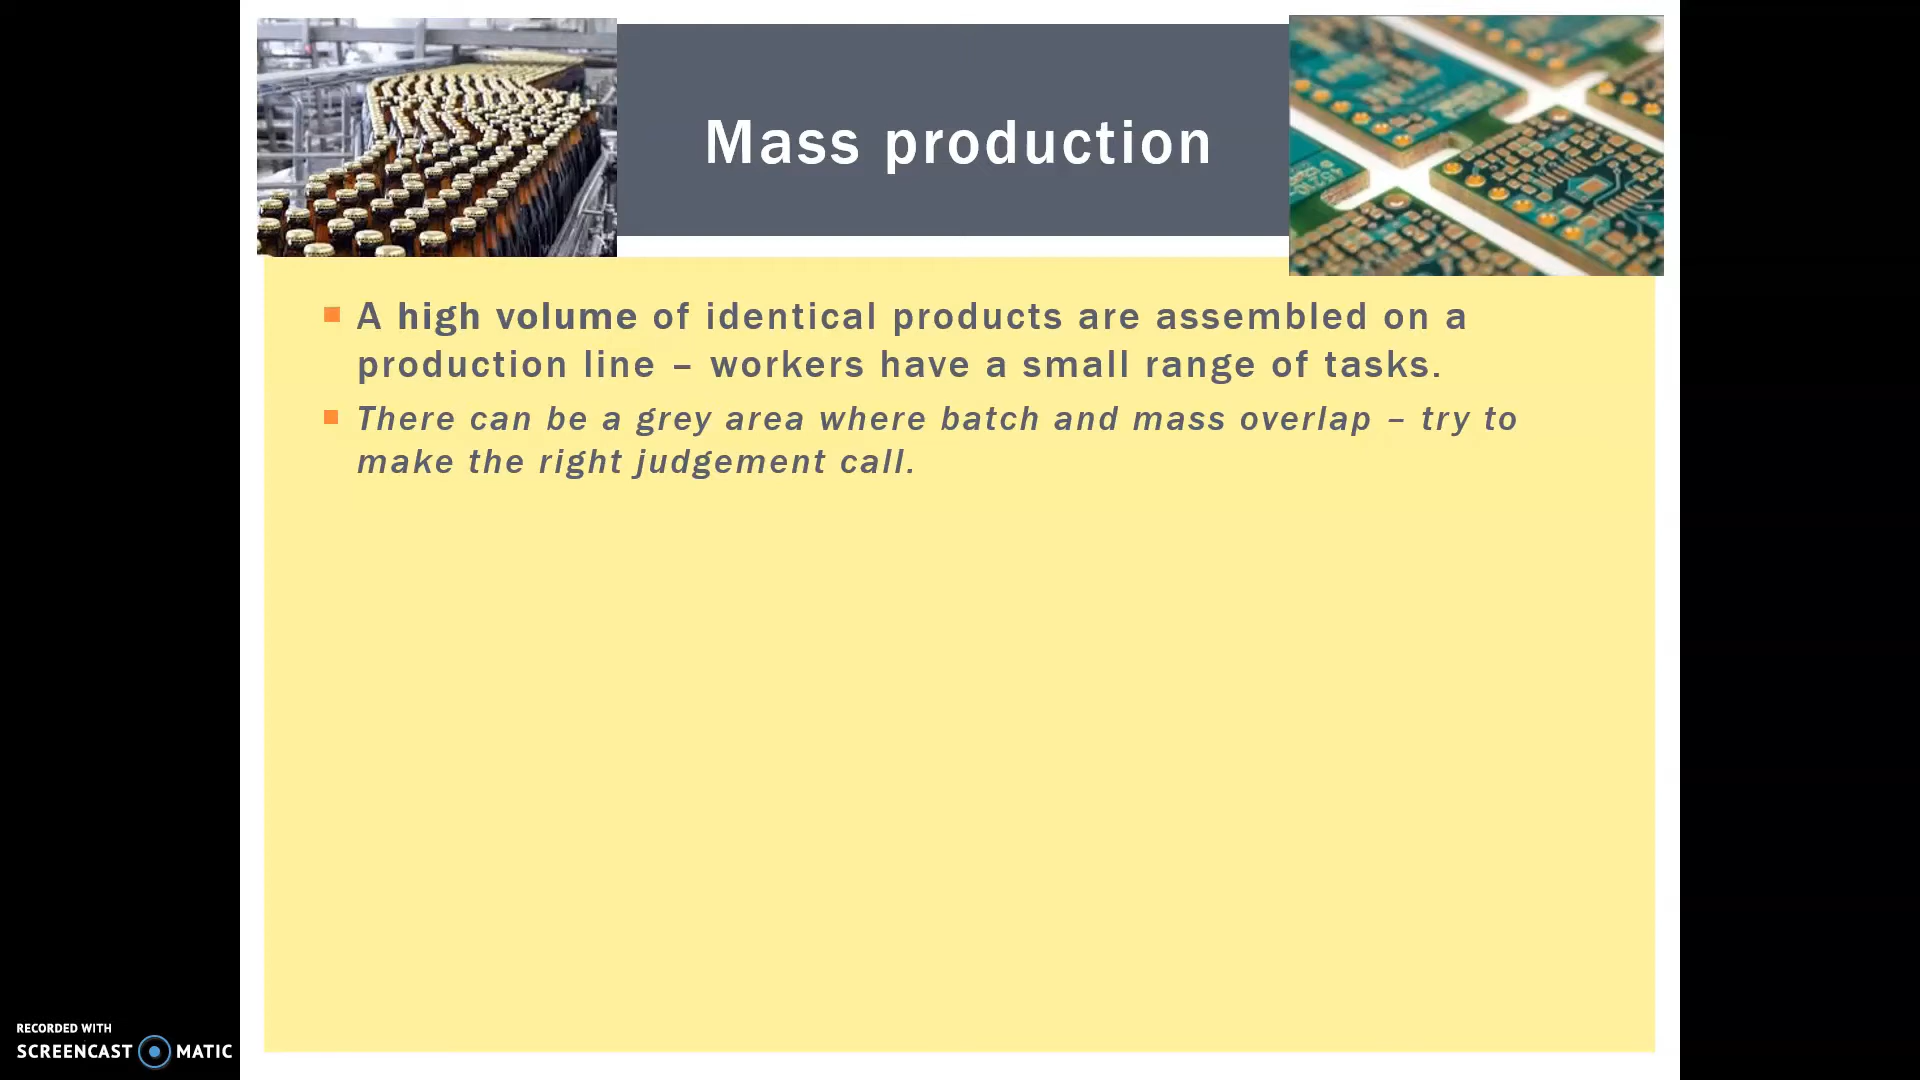 Mass production
A high volume of identical products are assembled on a
production line – workers have a small range of tasks.
There can be a grey area where batch and mass overlap – try to
make the right judgement call.
RECORDED WITH
SCREENCAST MATIC